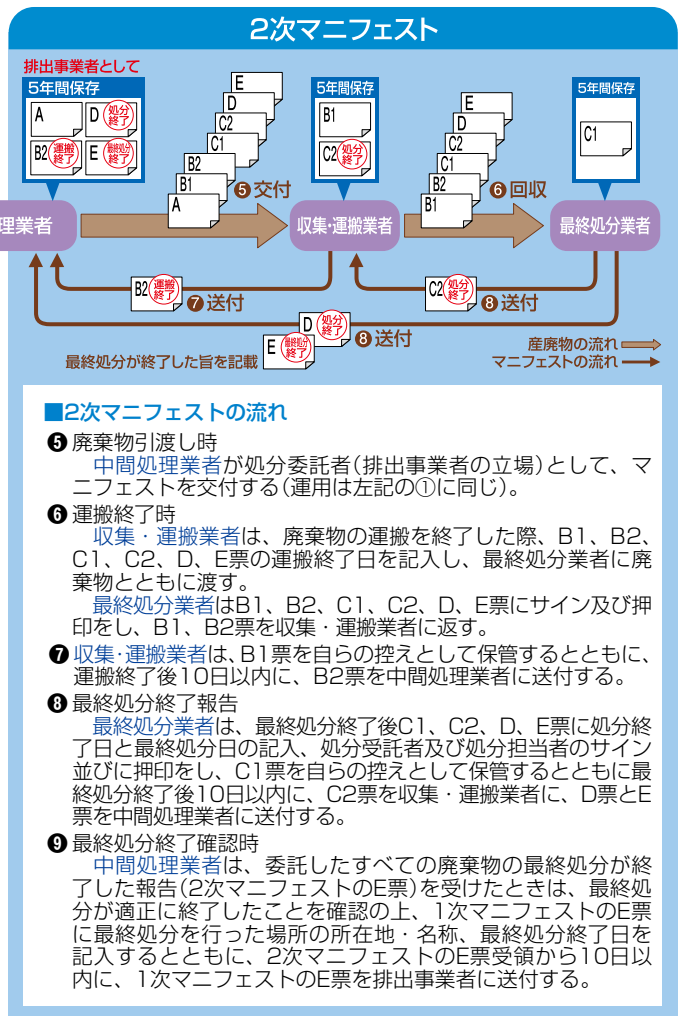 2次マニフェスト
排出事業者として
5年間保存
A
D 処分終了
B2 運搬終了
E 最終処分終了
E
D
C2
C1
B2
B1
A
❺交付
5年間保存
B1
C2 処分終了
E
D
C2
C1
B2
B1
❻回収
5年間保存
C1
理業者
収集・運搬業者
最終処分業者
B2 運搬終了
❼送付
C2 処分終了
❽送付
D 処分終了
E 最終処分終了
❽送付
最終処分が終了した旨を記載
産廃物の流れ
マニフェストの流れ
■2次マニフェストの流れ
❺廃棄物引渡し時
中間処理業者が処分委託者(排出事業者の立場)として、マ
ニフェストを交付する(運用は左記の①に同じ)。
❻運搬終了時
収集・運搬業者は、廃棄物の運搬を終了した際、B1、B2、
C1、C2、D、E票の運搬終了日を記入し、最終処分業者に廃
棄物とともに渡す。
最終処分業者はB1、B2、C1、C2、D、E票にサイン及び押
印をし、B1、B2票を収集・運搬業者に返す。
❼収集・運搬業者は、B1票を自らの控えとして保管するとともに、
運搬終了後10日以内に、B2票を中間処理業者に送付する。
❽最終処分終了報告
最終処分業者は、最終処分終了後C1、C2、D、E票に処分終
了日と最終処分日の記入、処分受託者及び処分担当者のサイン
並びに押印をし、C1票を自らの控えとして保管するとともに最
終処分終了後10日以内に、C2票を収集・運搬業者に、D票とE
票を中間処理業者に送付する。
❾最終処分終了確認時
中間処理業者は、委託したすべての廃棄物の最終処分が終
了した報告(2次マニフェストのE票)を受けたときは、最終処
分が適正に終了したことを確認の上、1次マニフェストのE票
に最終処分を行った場所の所在地・名称、最終処分終了日を
記入するとともに、2次マニフェストのE票受領から10日以
内に、1次マニフェストのE票を排出事業者に送付する。